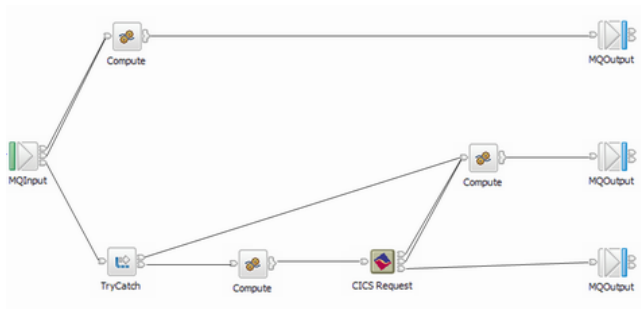 Compute
MQOutput
MQInput
Compute
MQOutput
TryCatch
Compute
CICS Request
MQOutput